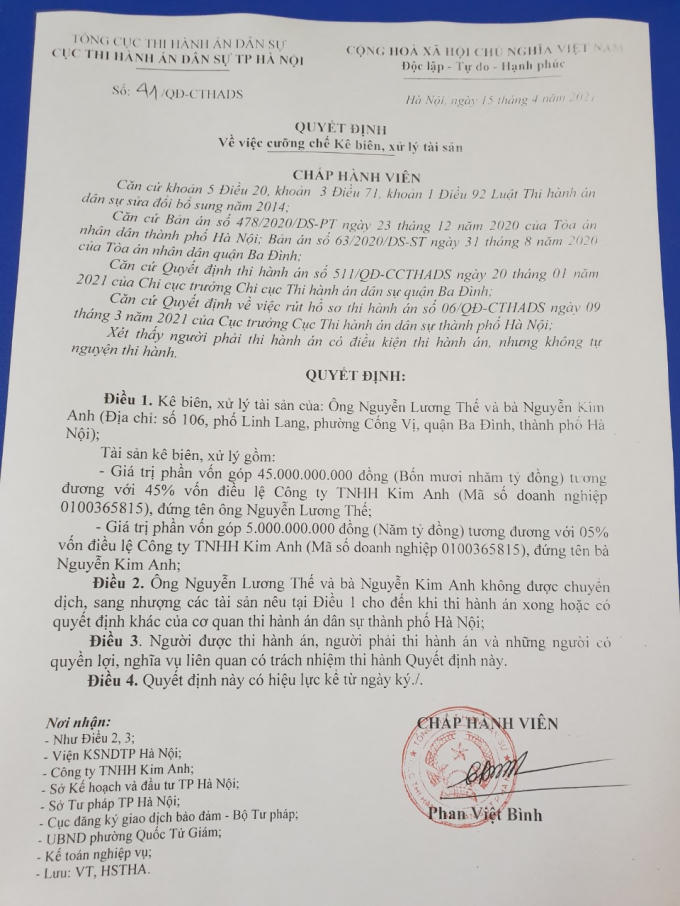 TỔNG CỤC THI HÀNH ÁN DÂN SỰ
CỤC THI HÀNH ÁN DÂN SỰ TP HÀ NỘI
CỘNG HOÀ XÃ HỘI CHỦ NGHĨA VIỆT NAM
Độc lập - Tự do - Hạnh phúc
Số: 41/QĐ-CTHADS
Hà Nội, ngày 15 tháng 4 năm 2021
QUYẾT ĐỊNH
Về việc cưỡng chế Kê biên, xử lý tài sản
CHẤP HÀNH VIÊN
Căn cứ khoản 5 Điều 20, khoản 3 Điều 71, khoản 1 Điều 92 Luật Thi hành án
dân sự sửa đổi bổ sung năm 2014;
Căn cứ Bản án số 478/2020/DS-PT ngày 23 tháng 12 năm 2020 của Tòa án
nhân dân thành phố Hà Nội; Bản án số 63/2020/DS-ST ngày 31 tháng 8 năm 2020
của Tòa án nhân dân quận Ba Đình;
Căn cứ Quyết định thi hành án số 511/QĐ-CCTHADS ngày 20 tháng 01 năm
2021 của Chi cục trưởng Chi cục Thi hành án dân sự quận Ba Đình;
Căn cứ Quyết định về việc rút hồ sơ thi hành án số 06/QĐ-CTHADS ngày 09
tháng 3 năm 2021 của Cục trưởng Cục Thi hành án dân sự thành phố Hà Nội;
Xét thấy người phải thi hành án có điều kiện thi hành án, nhưng không tự
nguyện thi hành.
QUYẾT ĐỊNH:
Điều 1. Kê biên, xử lý tài sản của: Ông Nguyễn Lương Thế và bà Nguyễn Kim
Anh (Địa chỉ: số 106, phố Linh Lang, phường Cống Vị, quận Ba Đình, thành phố Hà
Nội);
Tài sản kê biên, xử lý gồm:
- Giá trị phần vốn góp 45.000.000.000 đồng (Bốn mươi nhăm tỷ đồng) tương
đương với 45% vốn điều lệ Công ty TNHH Kim Anh (Mã số doanh nghiệp
0100365815), đứng tên ông Nguyễn Lương Thế;
- Giá trị phần vốn góp 5.000.000.000 đồng (Năm tỷ đồng) tương đương với 05%
vốn điều lệ Công ty TNHH Kim Anh (Mã số doanh nghiệp 0100365815), đứng tên bà
Nguyễn Kim Anh;
Điều 2. Ông Nguyễn Lương Thế và bà Nguyễn Kim Anh không được chuyển
dịch, sang nhượng các tài sản nêu tại Điều 1 cho đến khi thi hành án xong hoặc có
quyết định khác của cơ quan thi hành án dân sự thành phố Hà Nội;
Điều 3. Người được thi hành án, người phải thi hành án và những người có
quyền lợi, nghĩa vụ liên quan có trách nhiệm thi hành Quyết định này.
Điều 4. Quyết định này có hiệu lực kể từ ngày ký./.
Nơi nhận:
- Như Điều 2, 3;
- Viện KSNDTP Hà Nội;
- Công ty TNHH Kim Anh;
- Sở Kế hoạch và đầu tư TP Hà Nội;
- Sở Tư pháp TP Hà Nội;
- Cục đăng ký giao dịch bảo đảm - Bộ Tư pháp;
- UBND phường Quốc Tử Giám;
- Kế toán nghiệp vụ;
- Lưu: VT, HSTHA.
CHẤP HÀNH VIÊN
Phan Việt Bình